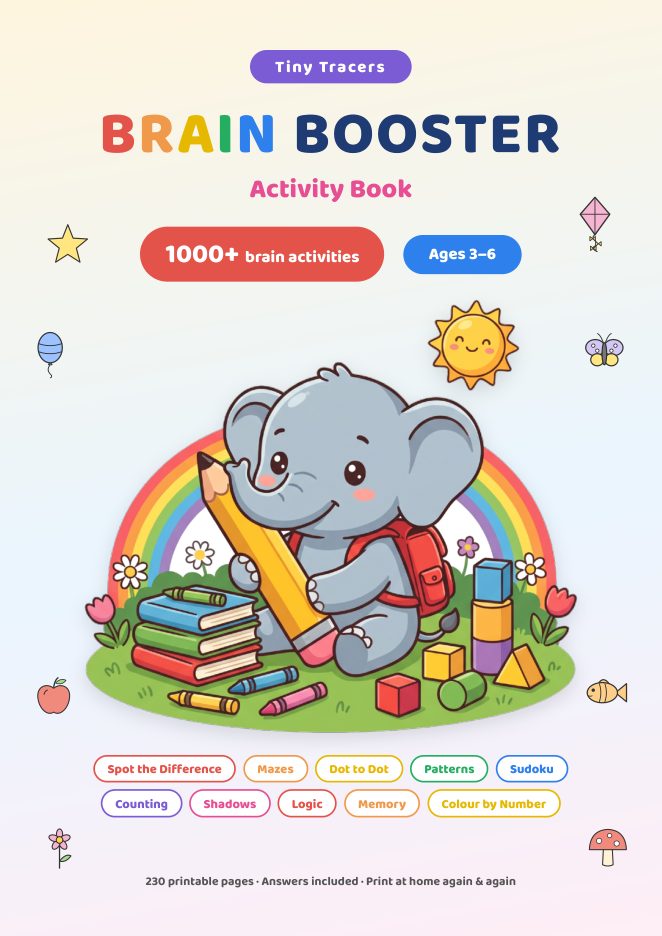 Tiny Tracers
BRAIN BOOSTER
Activity Book
1000+ brain activities
Ages 3–6
Spot the Difference
Mazes
Dot to Dot
Patterns
Sudoku
Counting
Shadows
Logic
Memory
Colour by Number
230 printable pages · Answers included · Print at home again & again